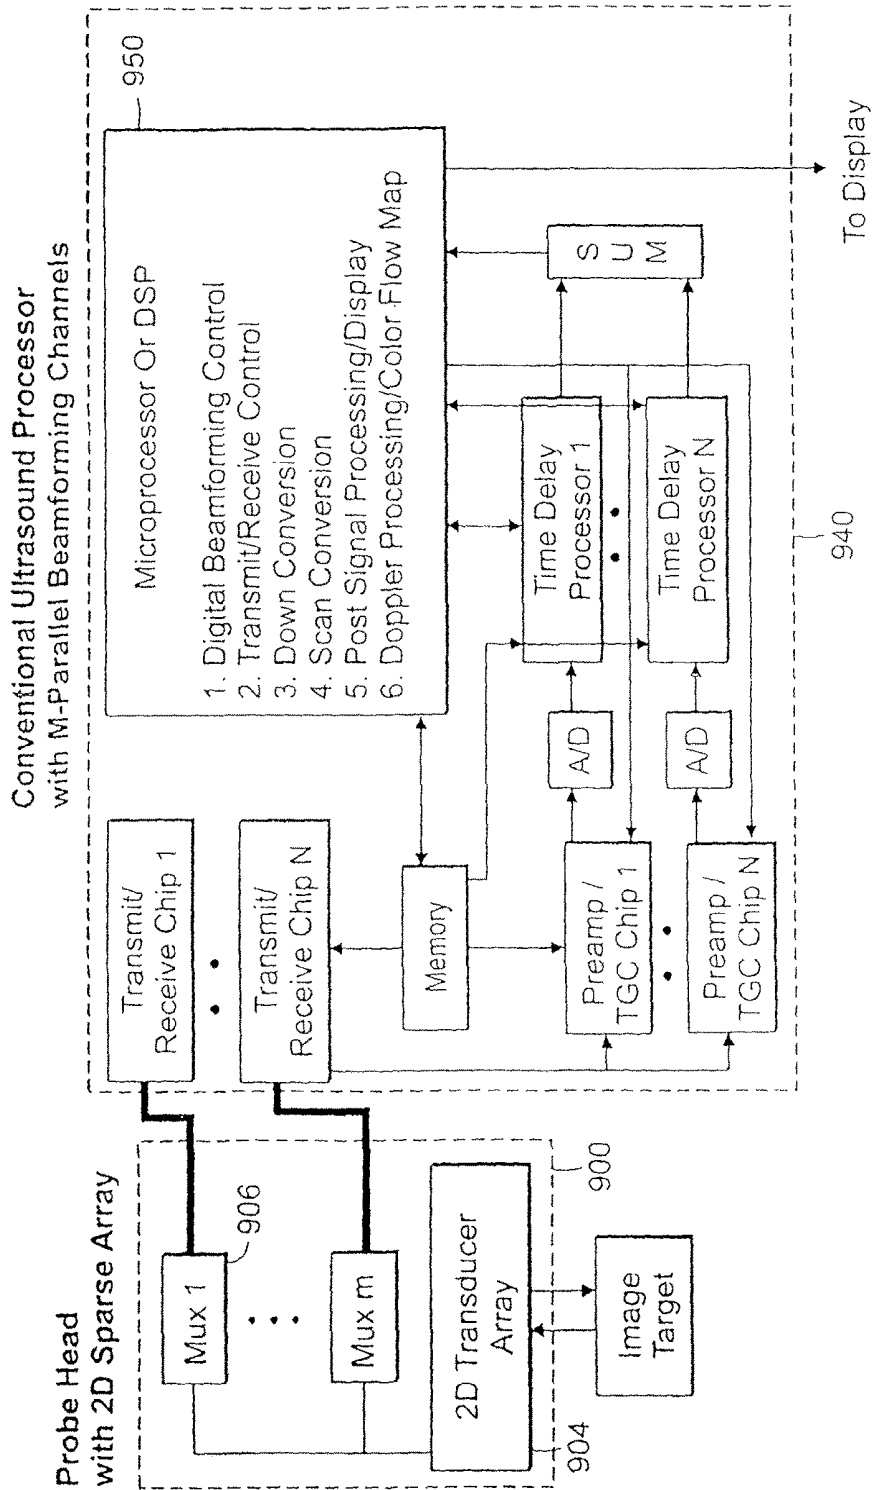 Conventional Ultrasound Processor
with M-Parallel Beamforming Channels
Probe Head
with 2D Sparse Array
Mux 1
906
Mux m
2D Transducer
Array
904
900
Image
Target
Transmit/
Receive Chip 1
Transmit/
Receive Chip N
Memory
Preamp /
TGC Chip 1
Preamp /
TGC Chip N
A/D
A/D
Time Delay
Processor 1
Time Delay
Processor N
SUM
Microprocessor Or DSP
1. Digital Beamforming Control
2. Transmit/Receive Control
3. Down Conversion
4. Scan Conversion
5. Post Signal Processing/Display
6. Doppler Processing/Color Flow Map
950
940
To Display